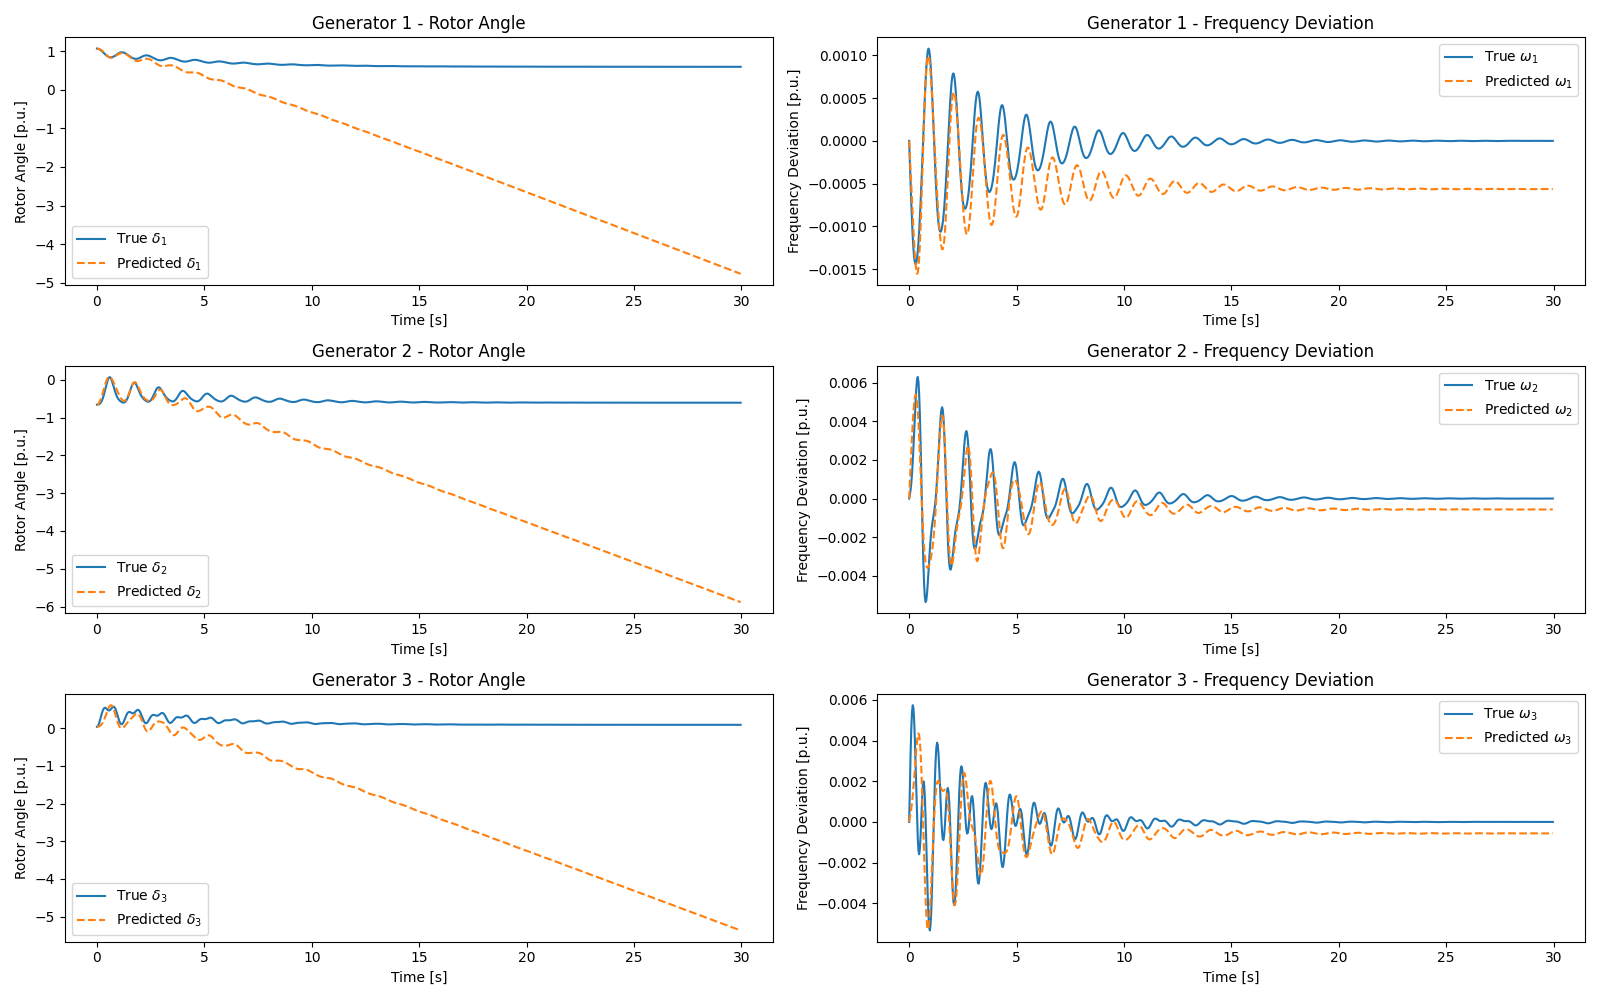 Generator 1 - Rotor Angle
Rotor Angle [p.u.]
1
0
−1
−2
−3
−4
−5
True δ₁
Predicted δ₁
0 5 10 15 20 25 30
Time [s]
Generator 1 - Frequency Deviation
Frequency Deviation [p.u.]
0.0010
0.0005
0.0000
−0.0005
−0.0010
−0.0015
True ω₁
Predicted ω₁
0 5 10 15 20 25 30
Time [s]
Generator 2 - Rotor Angle
Rotor Angle [p.u.]
0
−1
−2
−3
−4
−5
−6
True δ₂
Predicted δ₂
0 5 10 15 20 25 30
Time [s]
Generator 2 - Frequency Deviation
Frequency Deviation [p.u.]
0.006
0.004
0.002
0.000
−0.002
−0.004
True ω₂
Predicted ω₂
0 5 10 15 20 25 30
Time [s]
Generator 3 - Rotor Angle
Rotor Angle [p.u.]
0
−1
−2
−3
−4
−5
True δ₃
Predicted δ₃
0 5 10 15 20 25 30
Time [s]
Generator 3 - Frequency Deviation
Frequency Deviation [p.u.]
0.006
0.004
0.002
0.000
−0.002
−0.004
True ω₃
Predicted ω₃
0 5 10 15 20 25 30
Time [s]